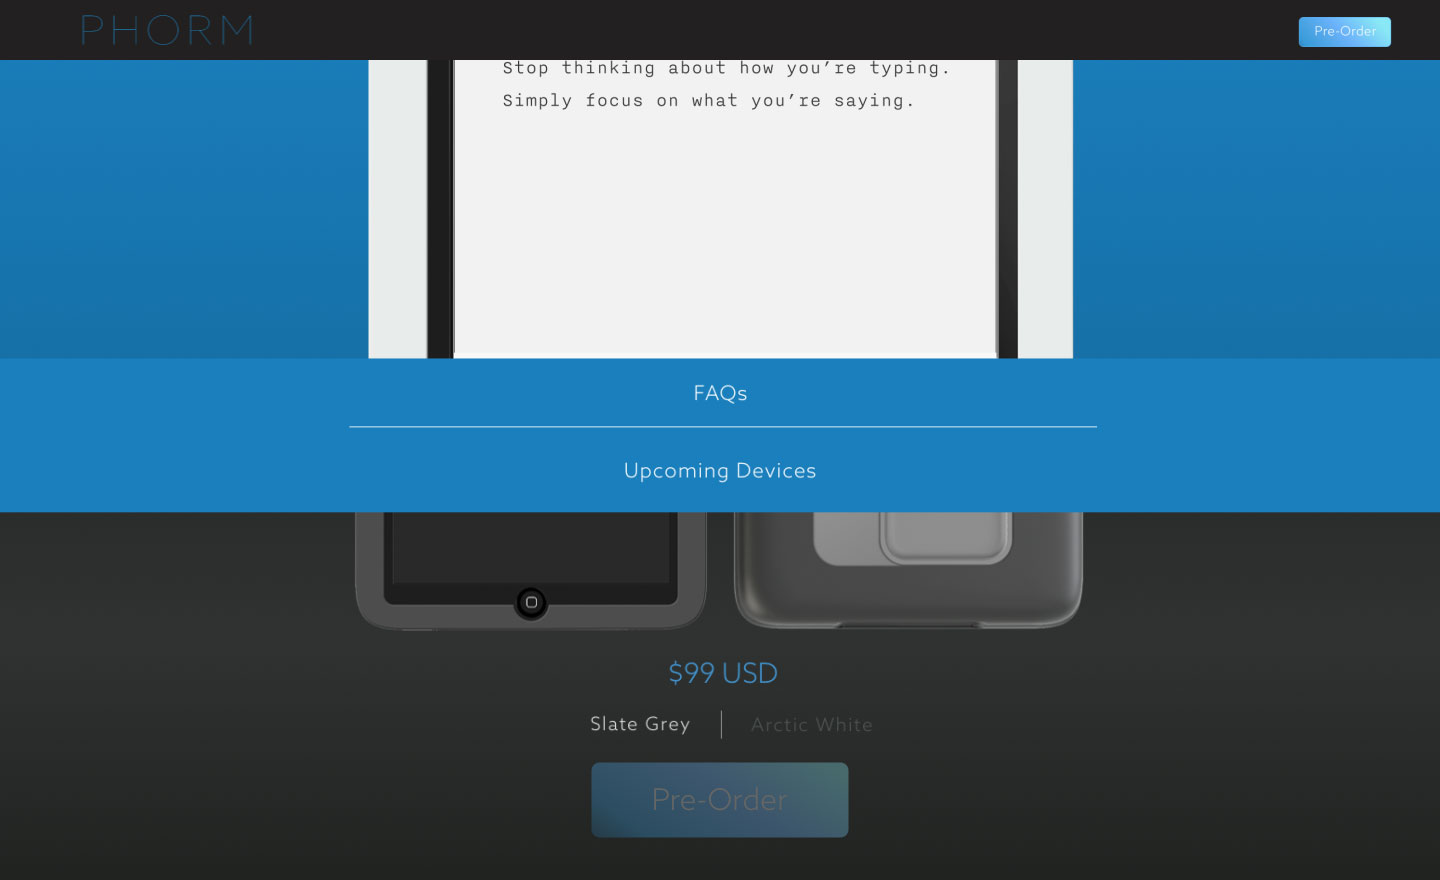 PHORM
Pre-Order
Stop thinking about how you’re typing.
Simply focus on what you’re saying.
FAQs
Upcoming Devices
$99 USD
Slate Grey
Arctic White
Pre-Order